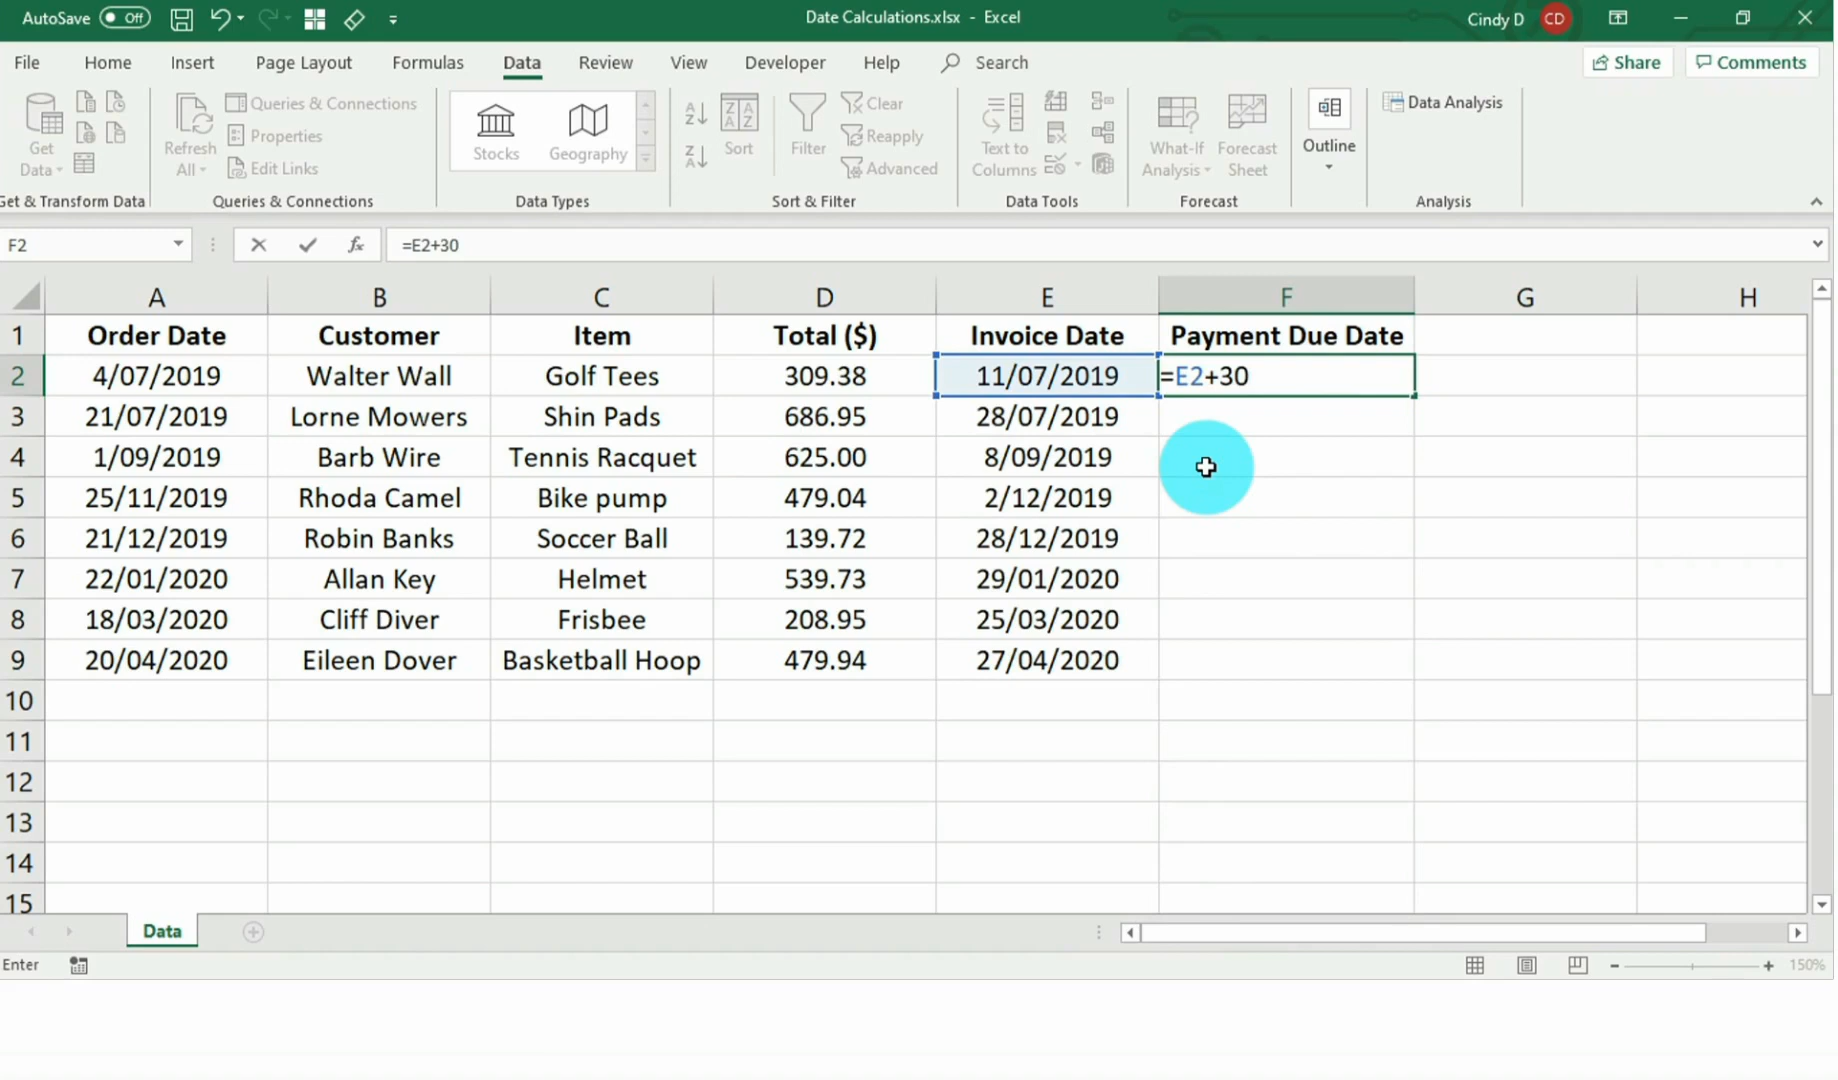 AutoSave Off Date Calculations.xlsx - Excel Cindy D CD
File Home Insert Page Layout Formulas Data Review View Developer Help Search Share Comments
Get Data
Refresh All
Queries & Connections
Properties
Edit Links
Stocks Geography
A Z
Z A
Z A A Z
Sort
Filter
Clear
Reapply
Advanced
Text to Columns
What-If Analysis
Forecast Sheet
Outline
Data Analysis
Get & Transform Data Queries & Connections Data Types Sort & Filter Data Tools Forecast Analysis
F2 fx =E2+30
A B C D E F G H
1 Order Date Customer Item Total ($) Invoice Date Payment Due Date
2 4/07/2019 Walter Wall Golf Tees 309.38 11/07/2019 =E2+30
3 21/07/2019 Lorne Mowers Shin Pads 686.95 28/07/2019
4 1/09/2019 Barb Wire Tennis Racquet 625.00 8/09/2019
5 25/11/2019 Rhoda Camel Bike pump 479.04 2/12/2019
6 21/12/2019 Robin Banks Soccer Ball 139.72 28/12/2019
7 22/01/2020 Allan Key Helmet 539.73 29/01/2020
8 18/03/2020 Cliff Diver Frisbee 208.95 25/03/2020
9 20/04/2020 Eileen Dover Basketball Hoop 479.94 27/04/2020
10
11
12
13
14
15
Data
Enter 150%